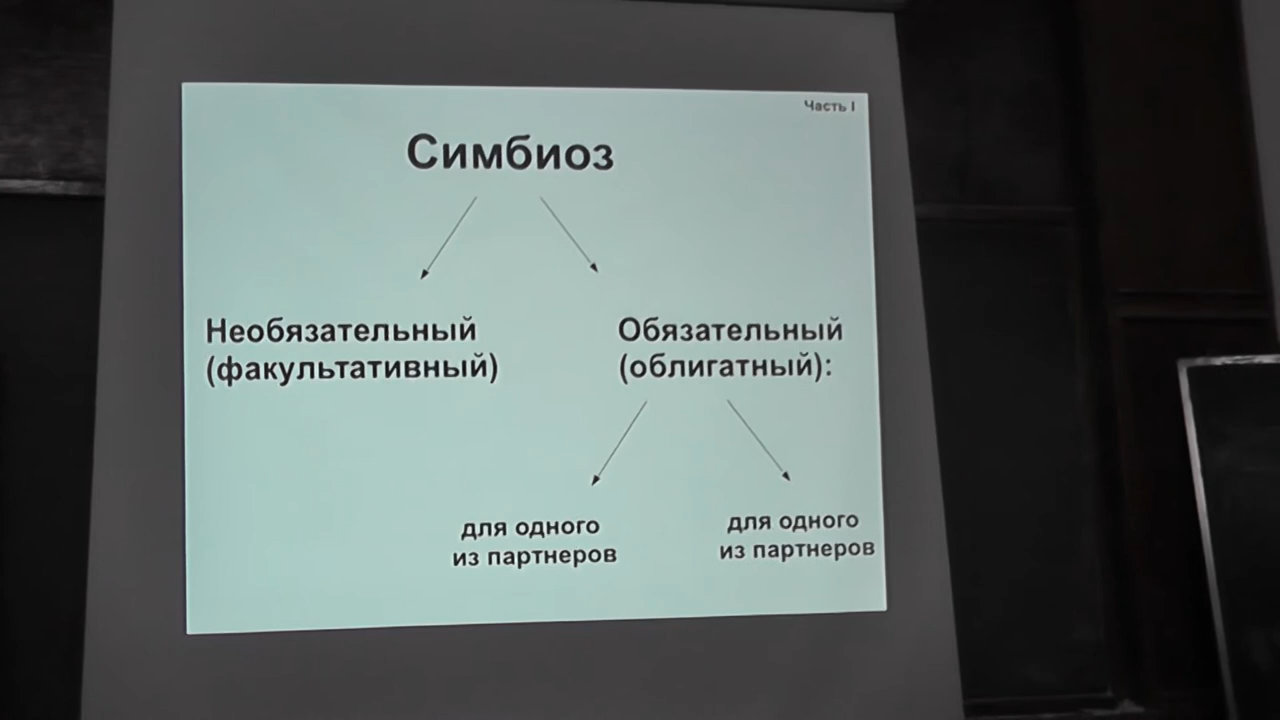 Часть I
Симбиоз
Необязательный
(факультативный)
Обязательный
(облигатный):
для одного
из партнеров
для одного
из партнеров